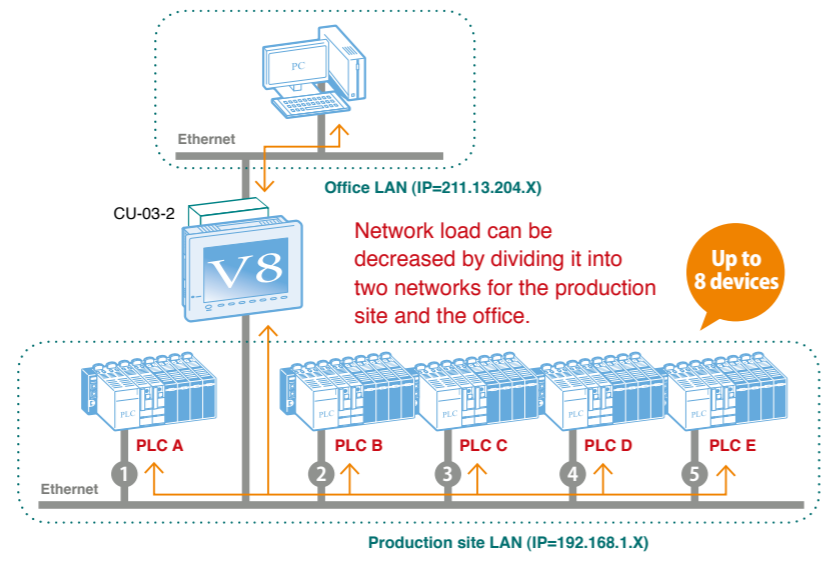 PC
Ethernet
Office LAN (IP=211.13.204.X)
CU-03-2
V8
Network load can be
decreased by dividing it into
two networks for the production
site and the office.
Up to
8 devices
PLC
PLC
PLC
PLC
PLC
PLC A
PLC B
PLC C
PLC D
PLC E
1
2
3
4
5
Ethernet
Production site LAN (IP=192.168.1.X)